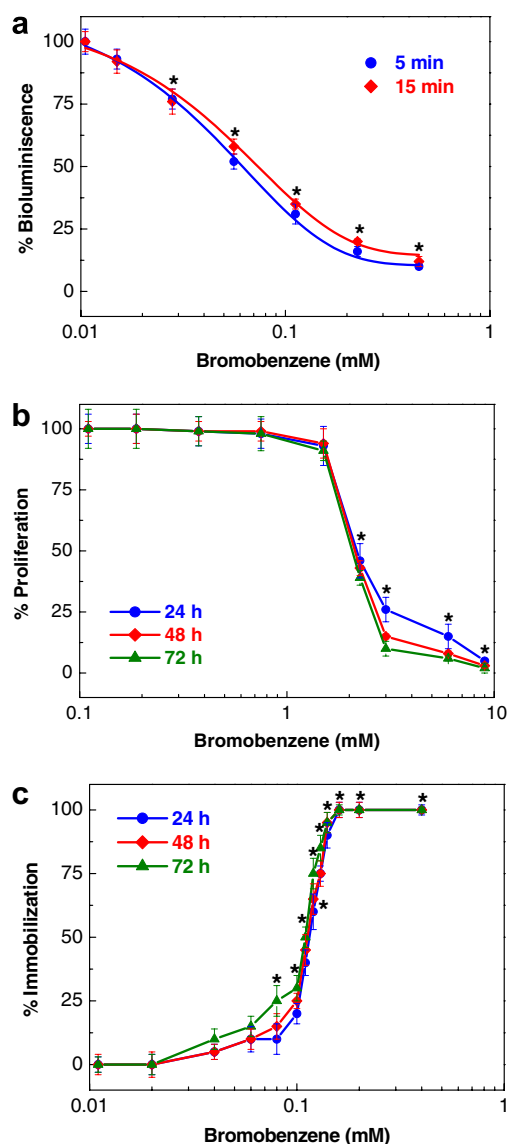 a
100
75
50
25
0
% Bioluminiscence
5 min
15 min
*
*
*
*
*
*
0.01
0.1
1
Bromobenzene (mM)
b
100
75
50
25
0
% Proliferation
24 h
48 h
72 h
*
*
*
*
0.1
1
10
Bromobenzene (mM)
c
100
75
50
25
0
% Immobilization
24 h
48 h
72 h
*
*
*
*
*
*
*
*
*
*
0.01
0.1
1
Bromobenzene (mM)